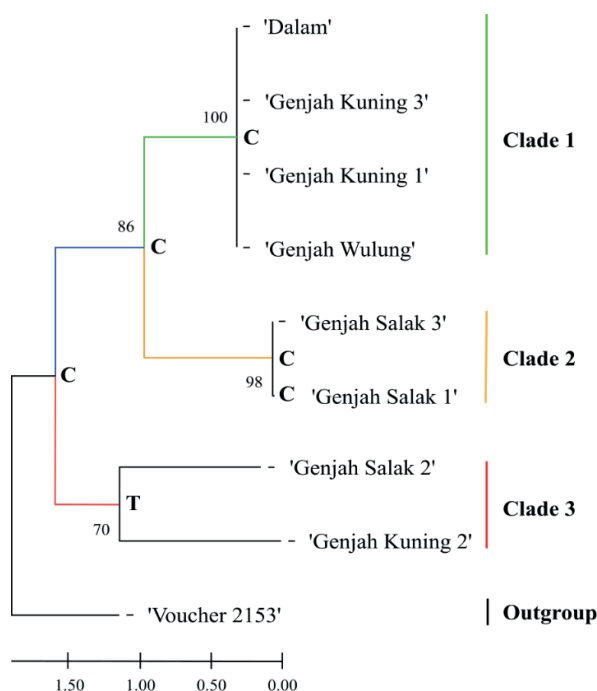 'Dalam'
'Genjah Kuning 3'
100
C
Clade 1
'Genjah Kuning 1'
86
C
'Genjah Wulung'
'Genjah Salak 3'
C
Clade 2
98
C
'Genjah Salak 1'
C
'Genjah Salak 2'
T
Clade 3
70
'Genjah Kuning 2'
'Voucher 2153'
Outgroup
1.50 1.00 0.50 0.00